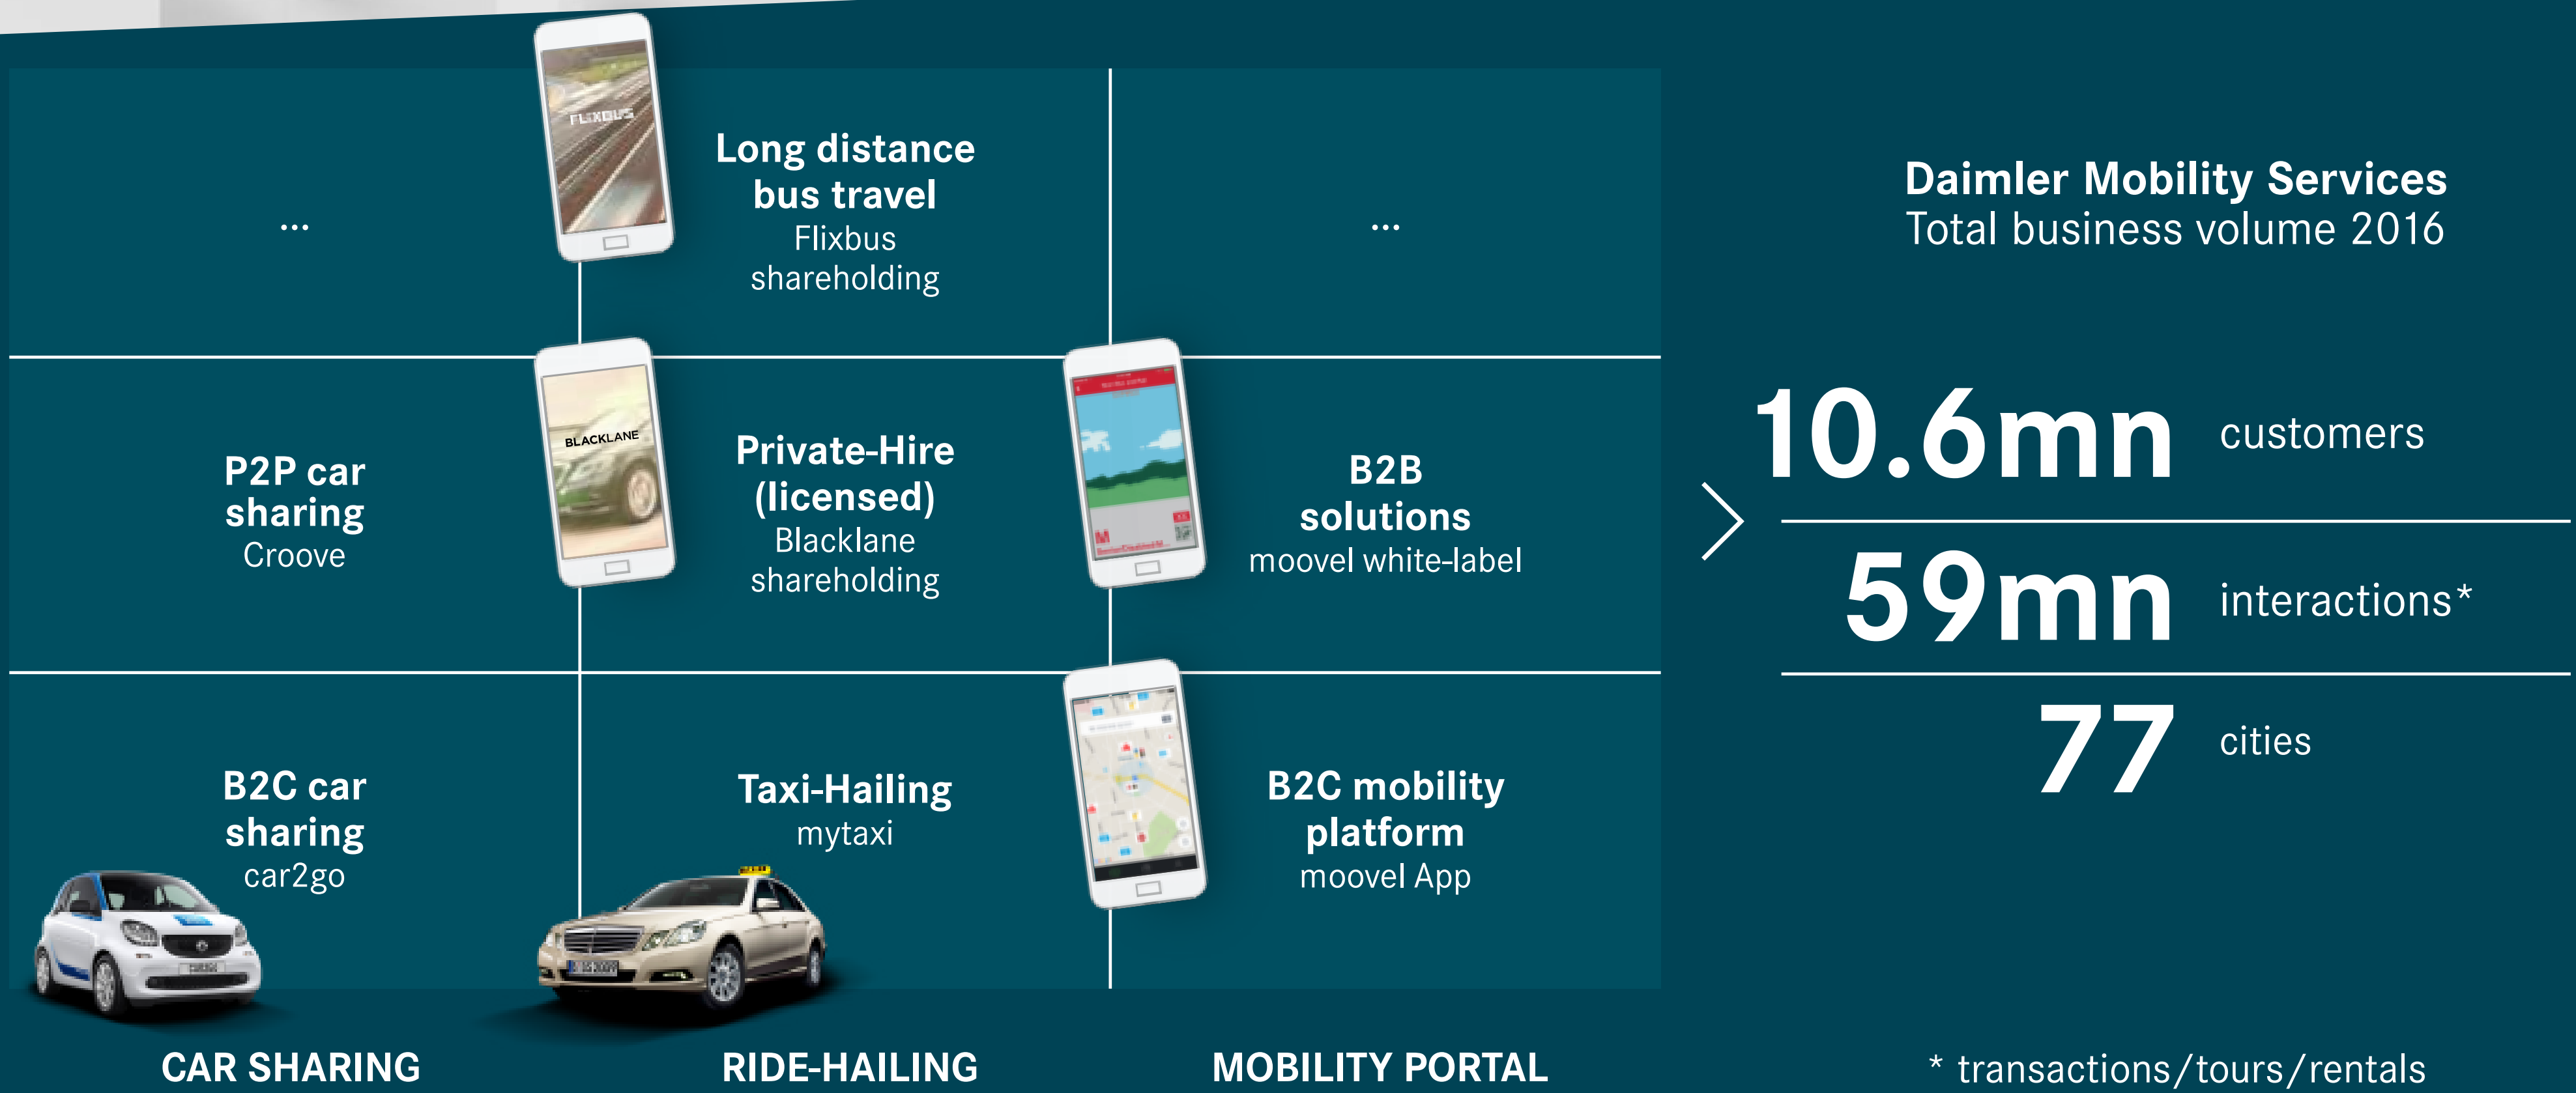 FLIXBUS
...
Long distance
bus travel
Flixbus
shareholding
...
P2P car
sharing
Croove
BLACKLANE
Private-Hire
(licensed)
Blacklane
shareholding
B2B
solutions
moovel white-label
B2C car
sharing
car2go
Taxi-Hailing
mytaxi
B2C mobility
platform
moovel App
CAR SHARING
RIDE-HAILING
MOBILITY PORTAL
Daimler Mobility Services
Total business volume 2016
10.6mn customers
59mn interactions*
77 cities
* transactions/tours/rentals